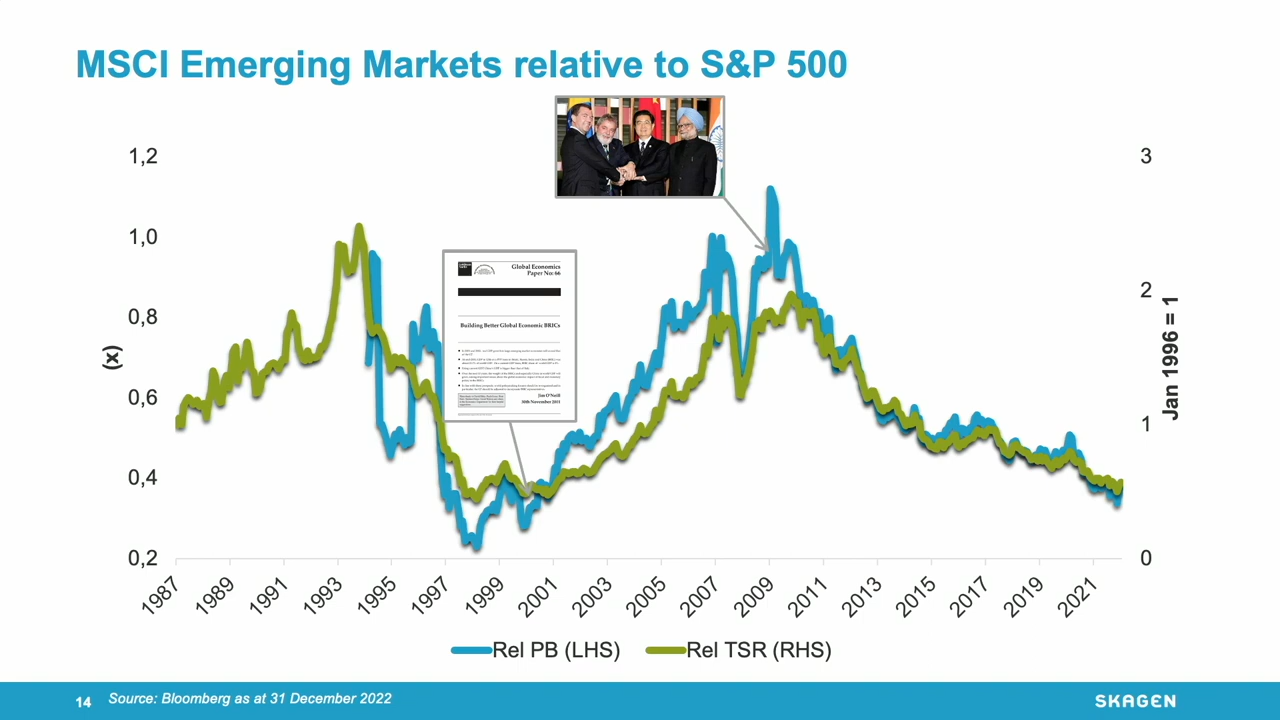 MSCI Emerging Markets relative to S&P 500
1,2
1,0
0,8
0,6
0,4
0,2
(x)
3
2
1
0
Jan 1996 = 1
Global Economics
Paper No: 66
Building Better Global Economic BRICs
Jim O'Neill
30th November 2001
1987
1989
1991
1993
1995
1997
1999
2001
2003
2005
2007
2009
2011
2013
2015
2017
2019
2021
Rel PB (LHS)
Rel TSR (RHS)
14
Source: Bloomberg as at 31 December 2022
SKAGEN